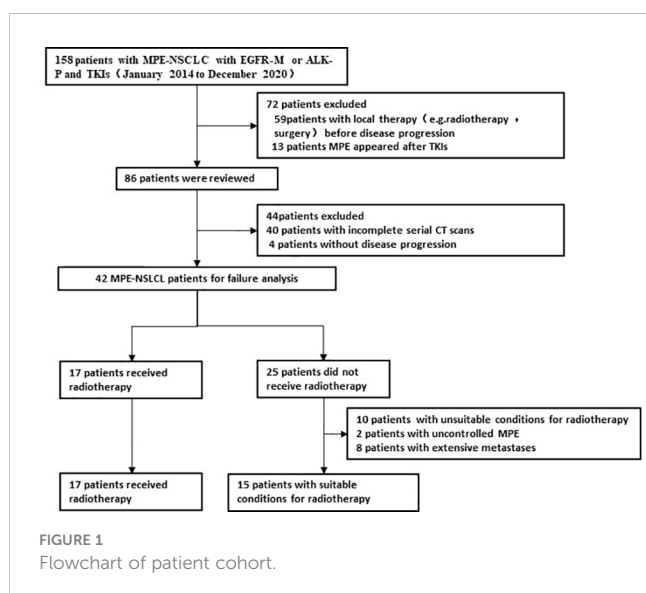 158 patients with MPE-NSCLC with EGFR-M or ALK-
P and TKIs（January 2014 to December 2020）
72 patients excluded
59patients with local therapy（e.g.radiotherapy，
surgery）before disease progression
13 patients MPE appeared after TKIs
86 patients were reviewed
44patients excluded
40 patients with incomplete serial CT scans
4 patients without disease progression
42 MPE-NSLCL patients for failure analysis
17 patients received
radiotherapy
25 patients did not
receive radiotherapy
10 patients with unsuitable conditions for radiotherapy
2 patients with uncontrolled MPE
8 patients with extensive metastases
17 patients received
radiotherapy
15 patients with suitable
conditions for radiotherapy
FIGURE 1
Flowchart of patient cohort.